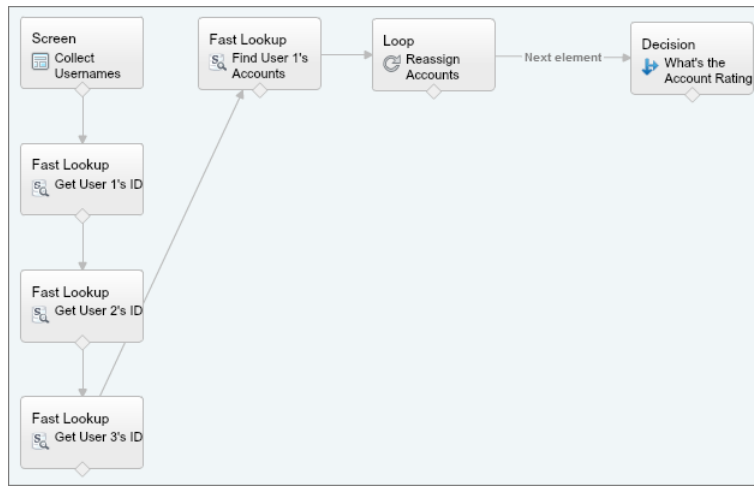 Screen
Collect
Usernames
Fast Lookup
Get User 1's ID
Fast Lookup
Get User 2's ID
Fast Lookup
Get User 3's ID
Fast Lookup
Find User 1's
Accounts
Loop
Reassign
Accounts
Next element
Decision
What's the
Account Rating